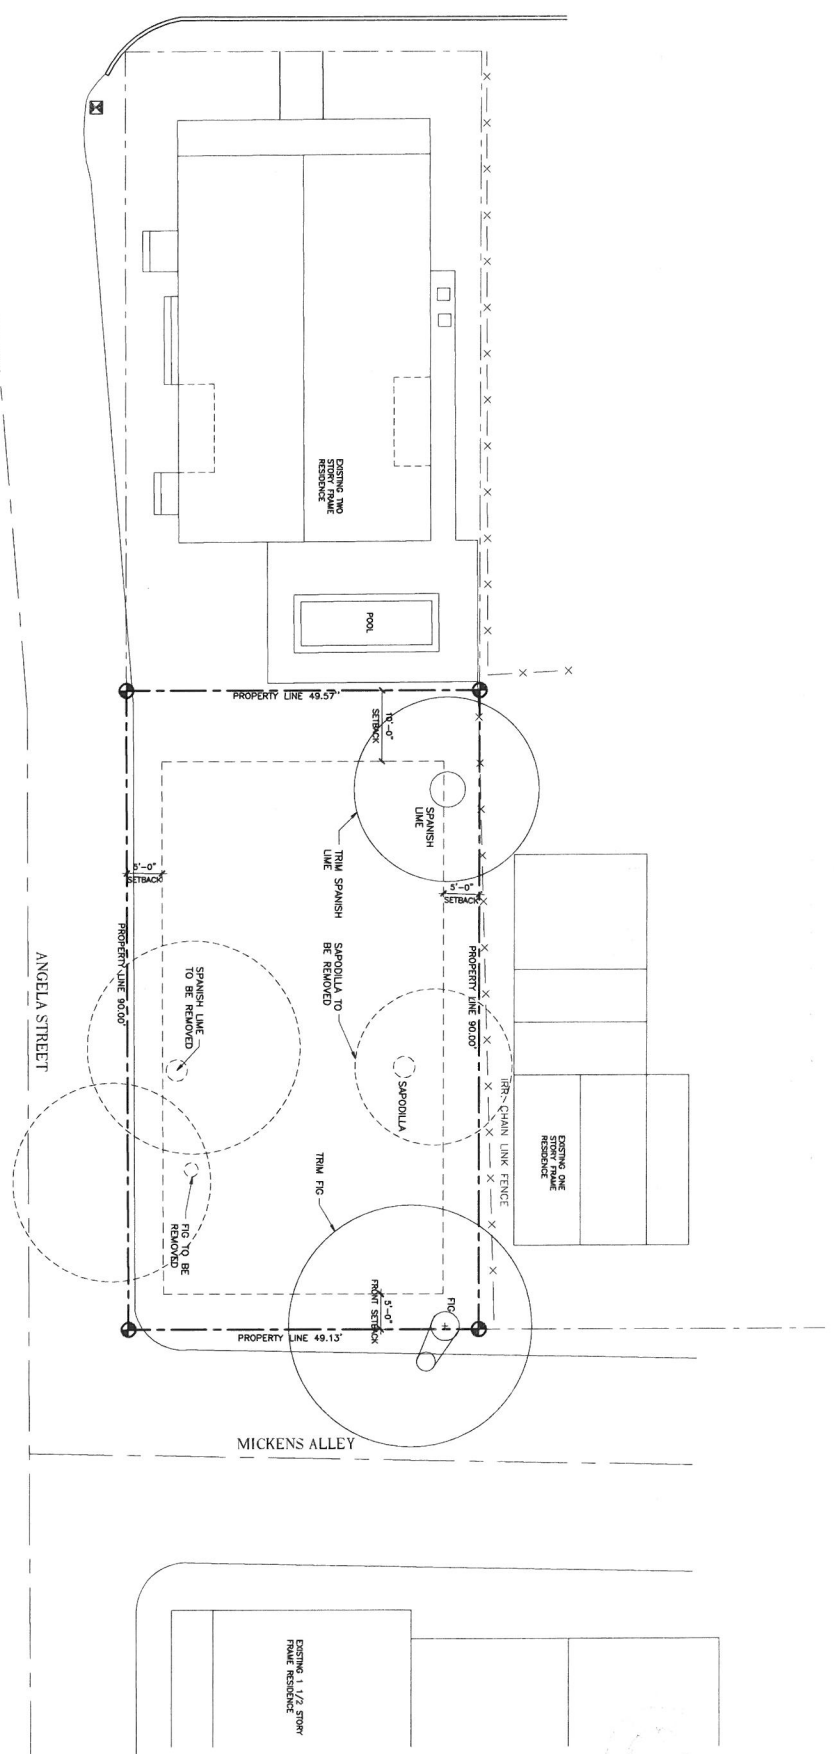 EXISTING TWO
STORY FRAME
RESIDENCE
POOL
PROPERTY LINE 49.57'
10'-0"
SETBACK
SPANISH
LIME
TRIM SPANISH
LIME
5'-0"
SETBACK
5'-0"
SETBACK
PROPERTY LINE 90.00'
PROPERTY LINE 90.00'
ANGELA STREET
SAPODILLA TO
BE REMOVED
SPANISH LIME
TO BE REMOVED
SAPODILLA
IRR. CHAIN LINK FENCE
EXISTING ONE
STORY FRAME
RESIDENCE
TRIM FIG
FIG TO BE
REMOVED
5'-0"
FRONT SETBACK
FIG
PROPERTY LINE 49.13'
MICKENS ALLEY
EXISTING 1 1/2 STORY
FRAME RESIDENCE